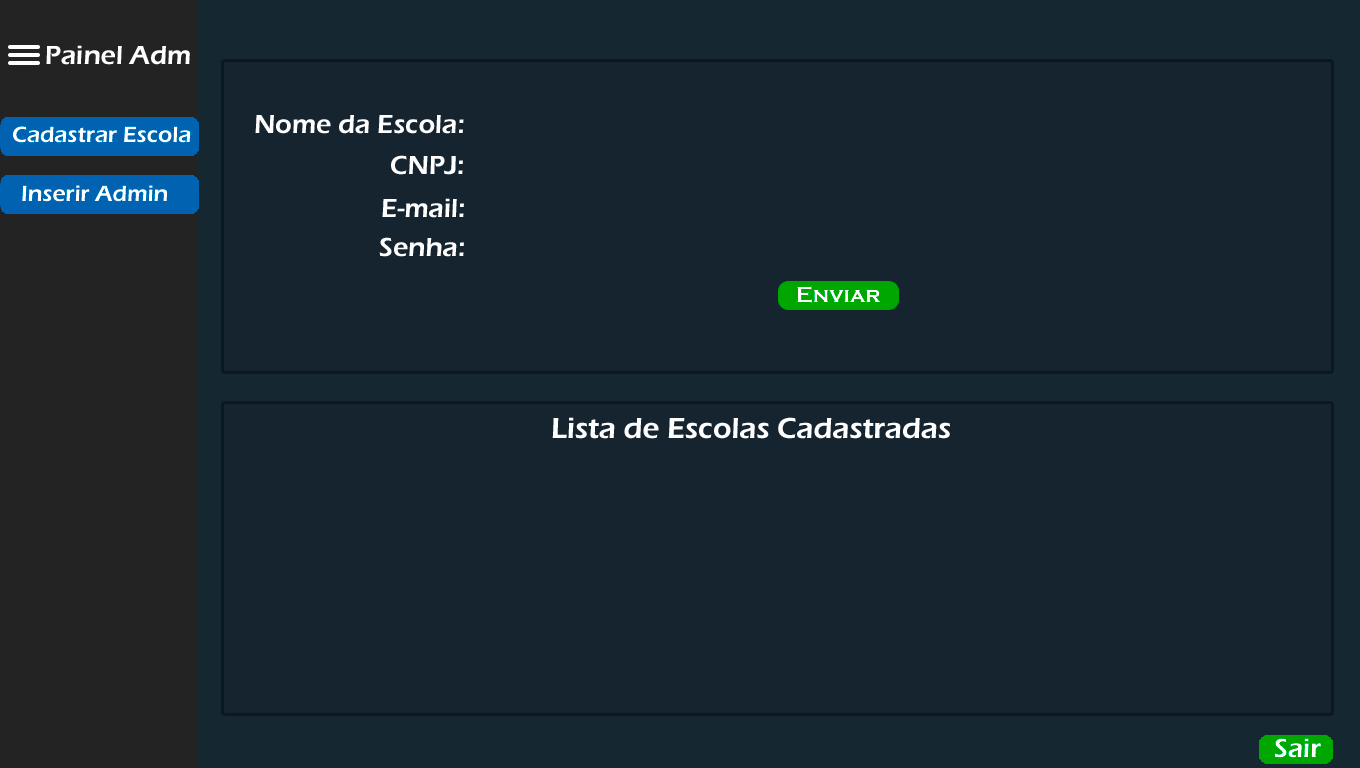 Painel Adm
Cadastrar Escola
Inserir Admin
Nome da Escola:
CNPJ:
E-mail:
Senha:
Enviar
Lista de Escolas Cadastradas
Sair